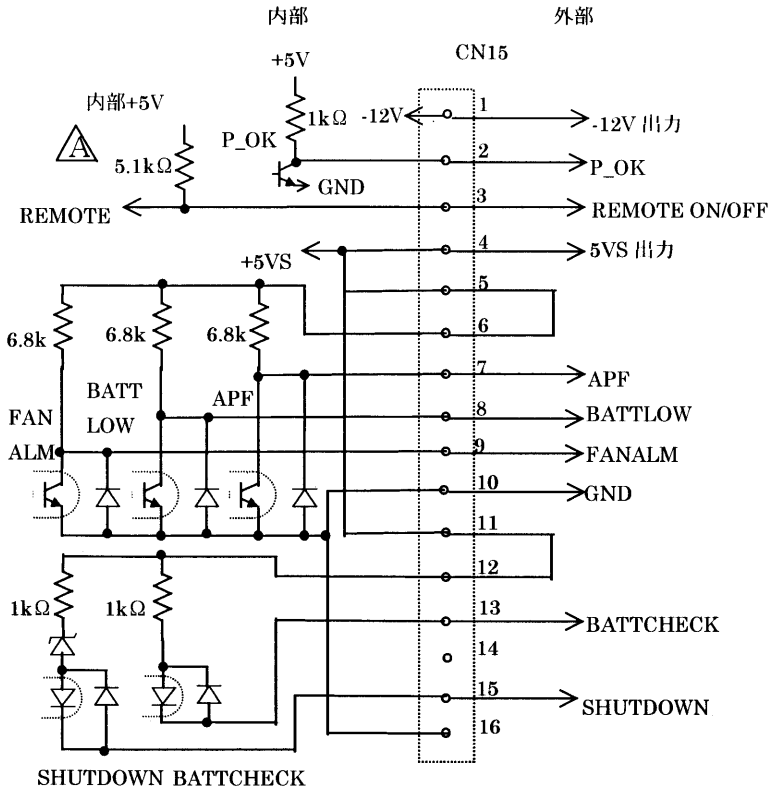 内部
外部
CN15
+5V
内部+5V
A
1kΩ
-12V
1
-12V 出力
P_OK
2
P_OK
5.1kΩ
GND
3
REMOTE
REMOTE ON/OFF
4
+5VS
5VS 出力
5
6
6.8k
6.8k
6.8k
7
APF
BATT
LOW
APF
8
BATTLOW
FAN
ALM
9
FANALM
10
GND
11
12
1kΩ
1kΩ
13
BATTCHECK
14
15
SHUTDOWN
16
SHUTDOWN BATTCHECK